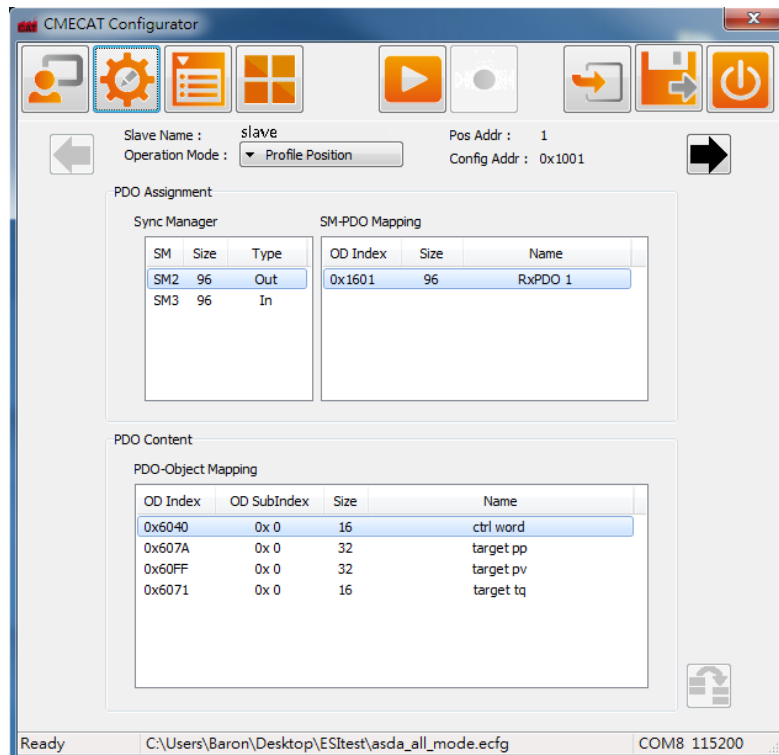 CAT CMECAT Configurator
Slave Name : slave Pos Addr : 1
Operation Mode : Profile Position Config Addr : 0x1001
PDO Assignment
Sync Manager SM-PDO Mapping
SM Size Type OD Index Size Name
SM2 96 Out 0x1601 96 RxPDO 1
SM3 96 In
PDO Content
PDO-Object Mapping
OD Index OD SubIndex Size Name
0x6040 0x 0 16 ctrl word
0x607A 0x 0 32 target pp
0x60FF 0x 0 32 target pv
0x6071 0x 0 16 target tq
Ready C:\Users\Baron\Desktop\ESItest\asda_all_mode.ecfg COM8 115200